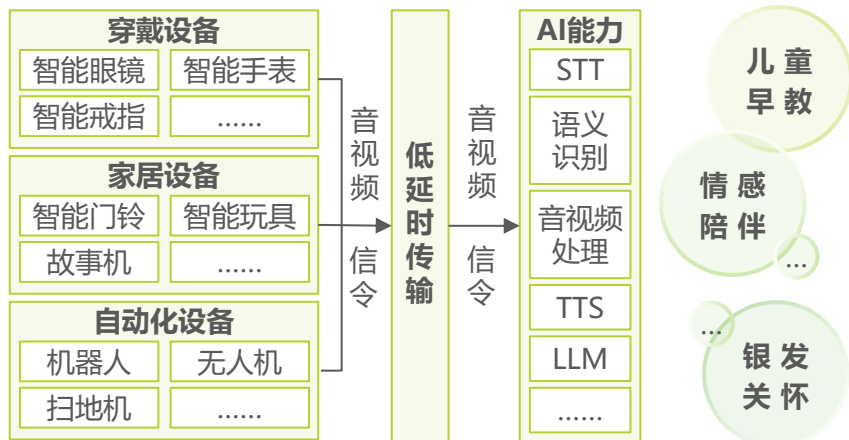 穿戴设备
智能眼镜 智能手表
智能戒指 ......
家居设备
智能门铃 智能玩具
故事机 ......
自动化设备
机器人 无人机
扫地机 ......
音视频
信令
低延时传输
音视频
信令
AI能力
STT
语义
识别
音视频
处理
TTS
LLM
......
儿童
早教
情感
陪伴
...
...
银发
关怀